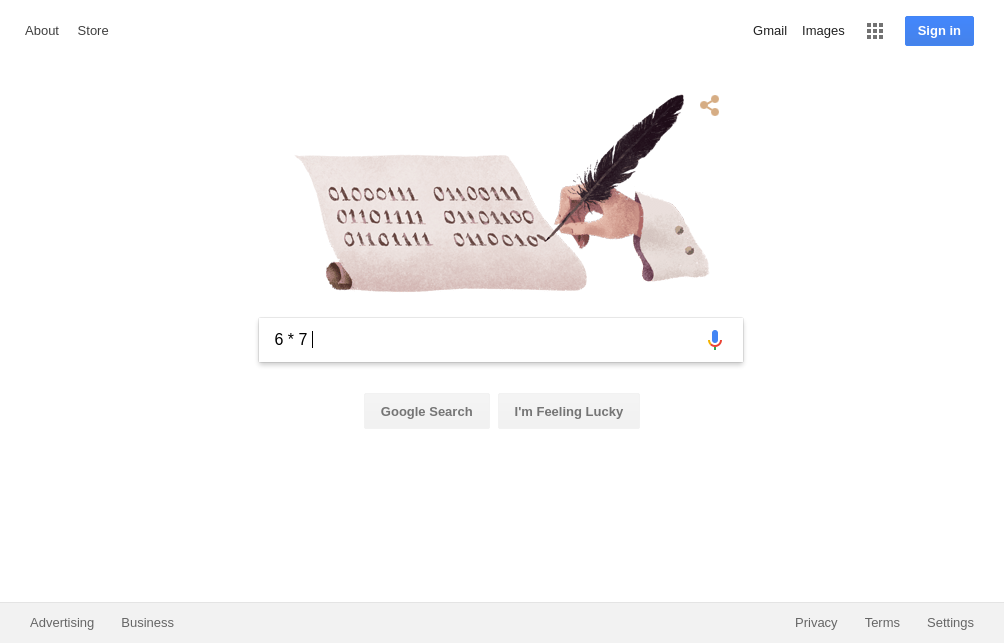 About Store Gmail Images Sign in
01000111 01100111
01101111 01101100
01101111 0110010
6 * 7
Google Search I'm Feeling Lucky
Advertising Business Privacy Terms Settings